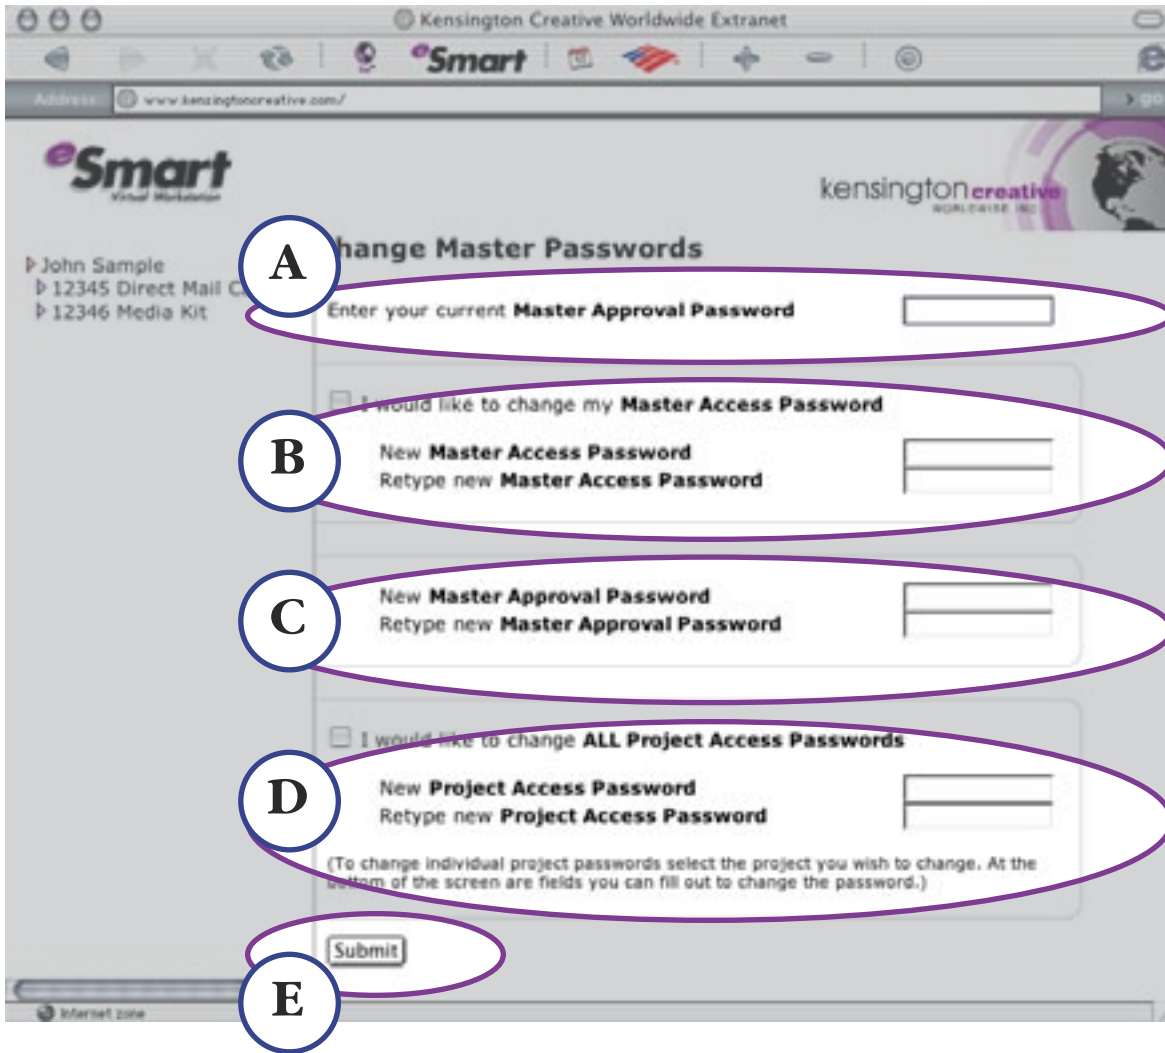 Kensington Creative Worldwide Extranet
eSmart
Address: www.kensingtoncreative.com/ go
eSmart
Virtual Workstation
kensington creative
WORLDWIDE INC
Change Master Passwords
John Sample
12345 Direct Mail
12346 Media Kit
A
Enter your current Master Approval Password
I would like to change my Master Access Password
B
New Master Access Password
Retype new Master Access Password
C
New Master Approval Password
Retype new Master Approval Password
I would like to change ALL Project Access Passwords
D
New Project Access Password
Retype new Project Access Password
(To change individual project passwords select the project you wish to change. At the
bottom of the screen are fields you can fill out to change the password.)
Submit
E
Internet zone